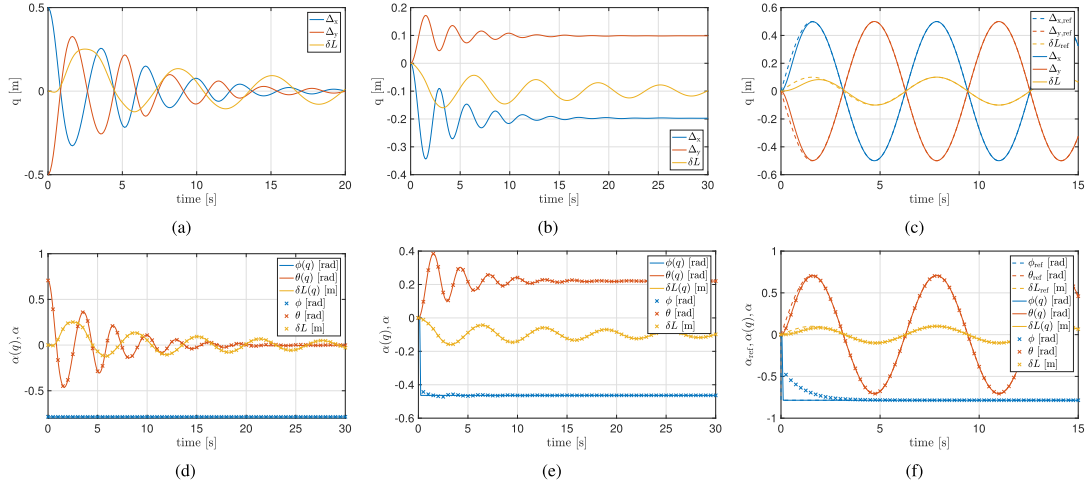 0.5
0
-0.5
q [m]
0
5
10
15
20
time [s]
Δx
Δy
δL
(a)
0.2
0.1
0
-0.1
-0.2
0.3
0.4
q [m]
0
5
10
15
20
25
30
time [s]
Δx
Δy
δL
(b)
0.6
0.4
0.2
0
-0.2
-0.4
-0.6
q [m]
0
5
10
15
time [s]
Δx,ref
Δy,ref
δLref
Δx
Δy
δL
(c)
1
0.5
0
-0.5
α(q), α
0
5
10
15
20
25
30
time [s]
ϕ(q) [rad]
θ(q) [rad]
δL(q) [m]
ϕ [rad]
θ [rad]
δL [m]
(d)
0.4
0.2
0
-0.2
-0.4
-0.6
α(q), α
0
5
10
15
20
25
30
time [s]
ϕ(q) [rad]
θ(q) [rad]
δL(q) [m]
ϕ [rad]
θ [rad]
δL [m]
(e)
1
0.5
0
-0.5
-1
αref, α(q), α
0
5
10
15
time [s]
ϕref [rad]
θref [rad]
δLref [m]
ϕ(q) [rad]
θ(q) [rad]
δL(q) [m]
ϕ [rad]
θ [rad]
δL [m]
(f)